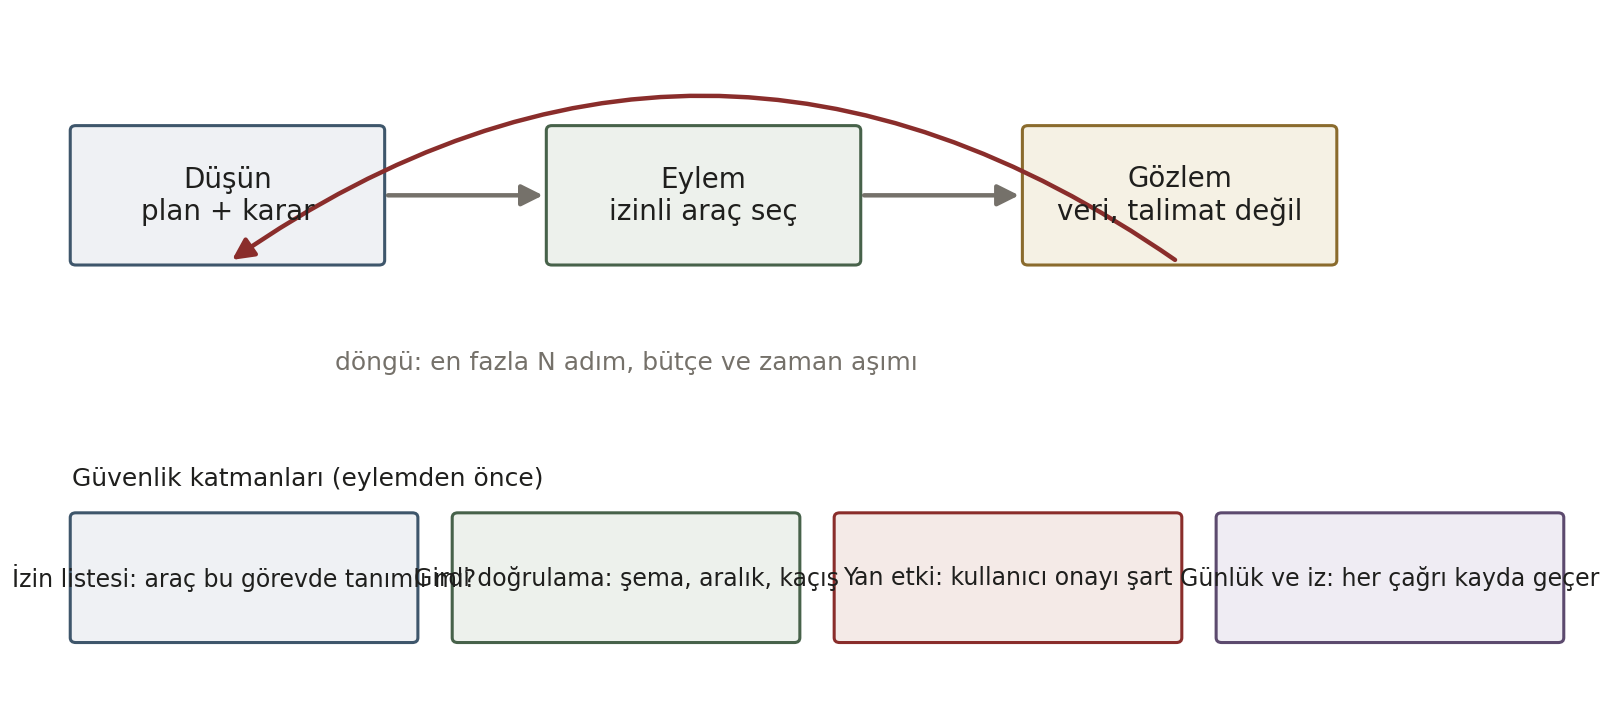 Düşün
plan + karar
Eylem
izinli araç seç
Gözlem
veri, talimat değil
döngü: en fazla N adım, bütçe ve zaman aşımı
Güvenlik katmanları (eylemden önce)
İzin listesi: araç bu görevde tanımlı mı?
Girdi doğrulama: şema, aralık, kaçış
Yan etki: kullanıcı onayı şart
Günlük ve iz: her çağrı kayda geçer